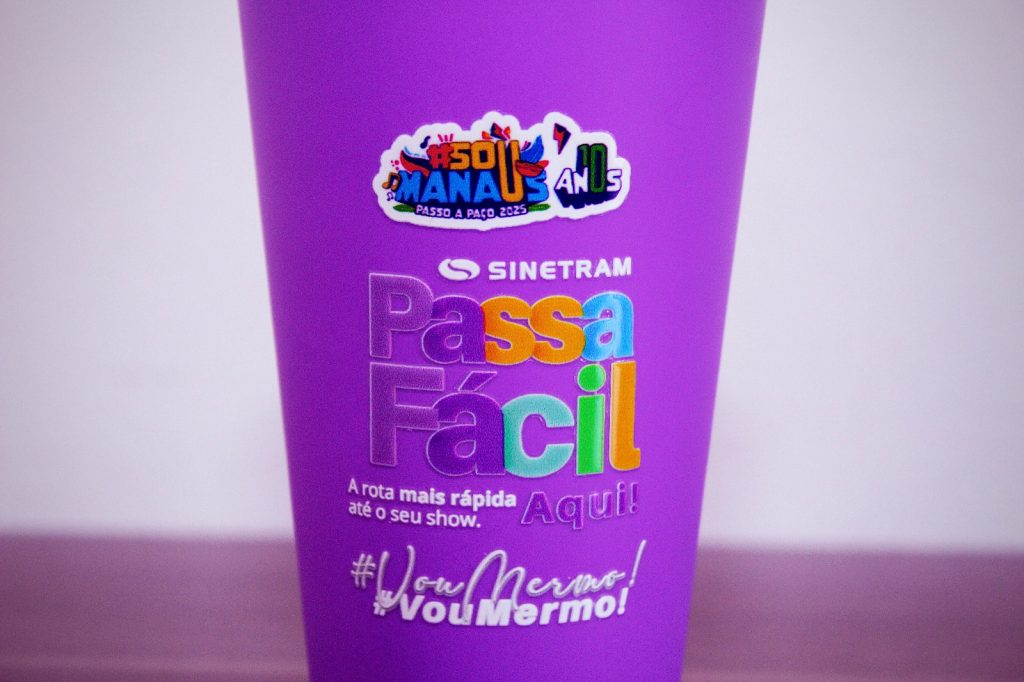 #SOU
MANAUS
PASSO A PAÇO 2025
10
ANOS
SINETRAM
Passa
Fácil
Aqui!
A rota mais rápida
até o seu show.
#VouMermo!
#VouMermo!